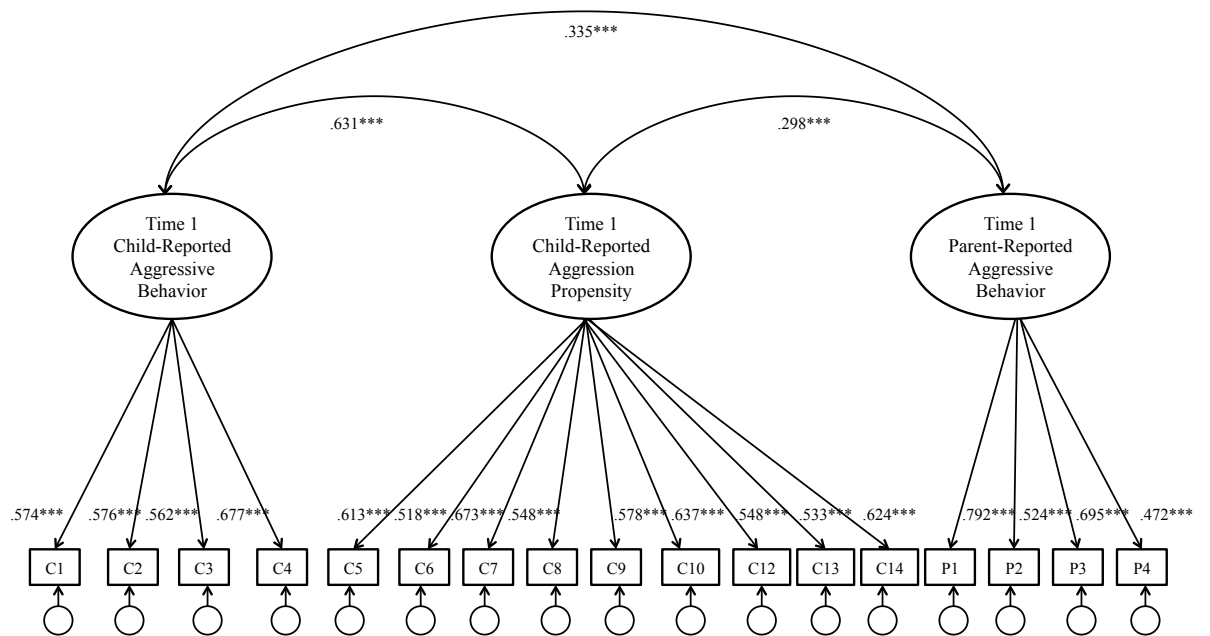 .335***
.631***
.298***
Time 1
Child-Reported
Aggressive
Behavior
Time 1
Child-Reported
Aggression
Propensity
Time 1
Parent-Reported
Aggressive
Behavior
.574*** .576*** .562*** .677*** .613*** .518*** .673*** .548*** .578*** .637*** .548*** .533*** .624*** .792*** .524*** .695*** .472***
C1 C2 C3 C4 C5 C6 C7 C8 C9 C10 C12 C13 C14 P1 P2 P3 P4